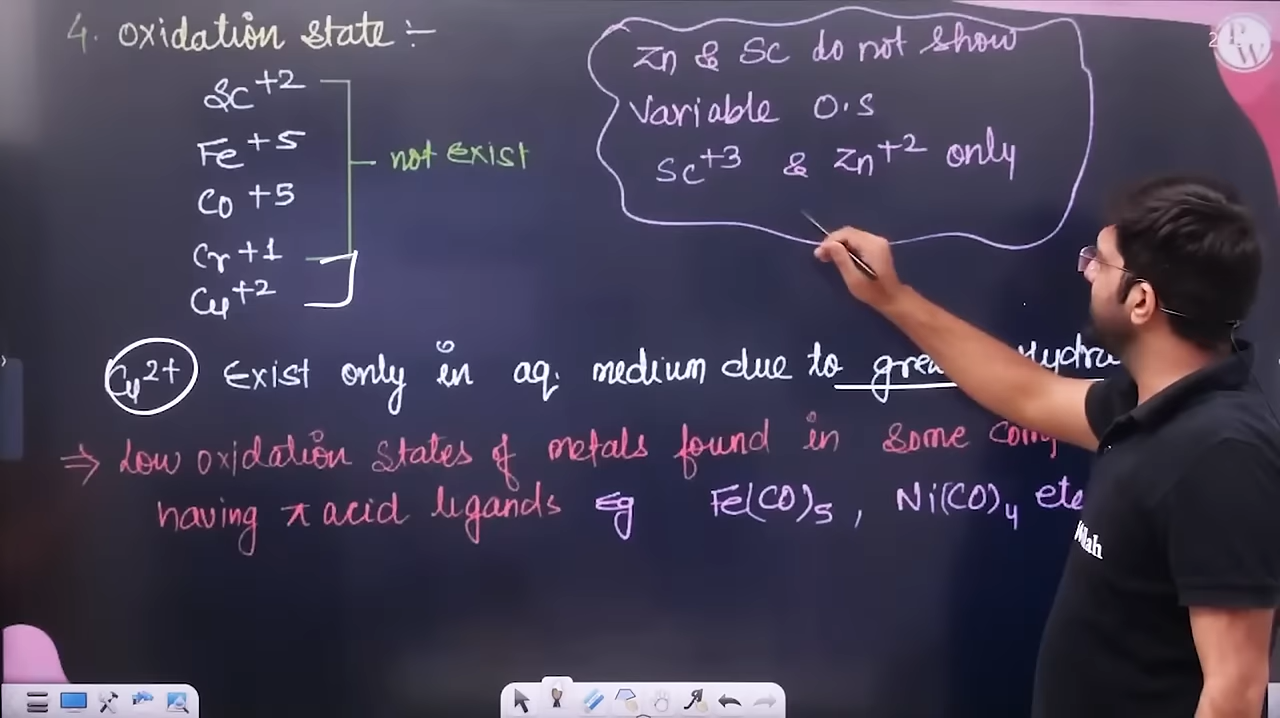 4. Oxidation state :-
Sc+2
Fe+5
Co+5
Cr+1
Cu+2
not exist
Zn & Sc do not show
Variable O.S
Sc+3 & Zn+2 only
Cu2+ Exist only in aq. medium due to
⇒ Low oxidation states of metals found in some
having π acid ligands Eg Fe(CO)5, Ni(CO)4 etc
PW